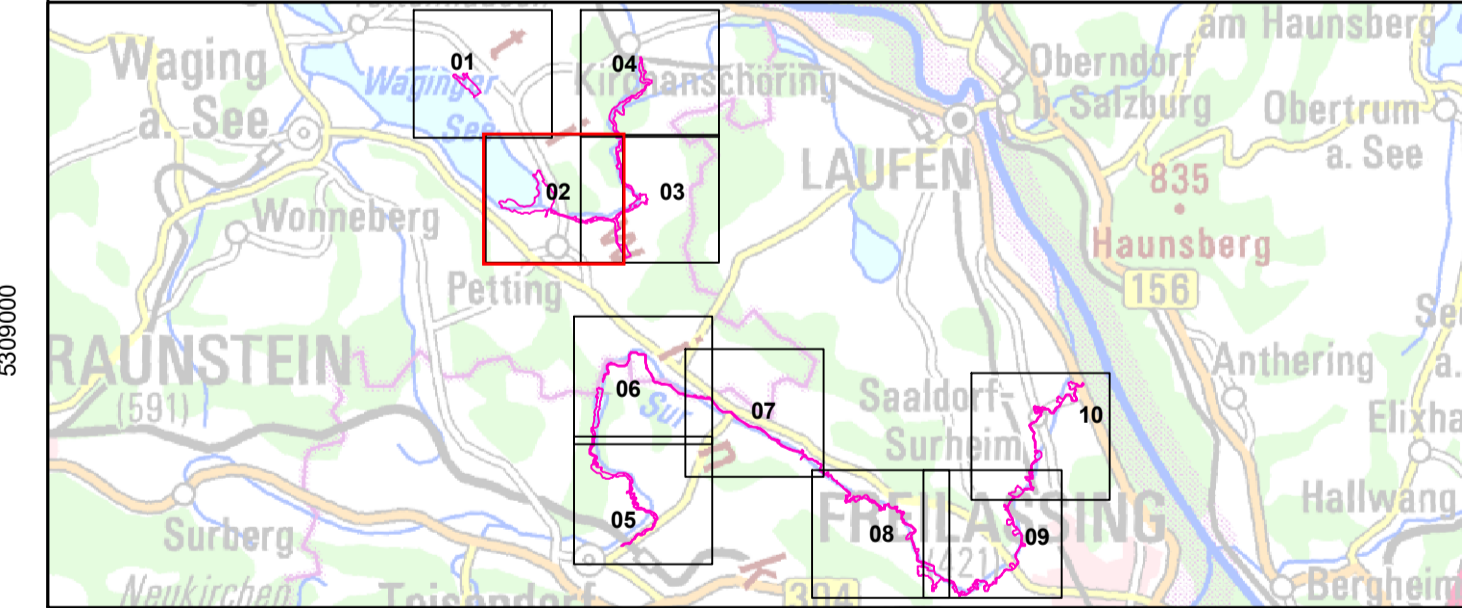 am Haunsberg
Waging
a. See
01
04
Waginger
See
Kirchanschöring
Oberndorf
b. Salzburg
Obertrum
a. See
LAUFEN
835
Haunsberg
02
03
Wonneberg
Petting
156
5309000
RAUNSTEIN
(591)
06
Sur
07
Saaldorf-
Surheim
10
Anthering
a.
Elixha
Hallwang
05
FREILASSING
(421)
08
09
Surberg
Neukirchen
Teisendorf
304
Bergheim